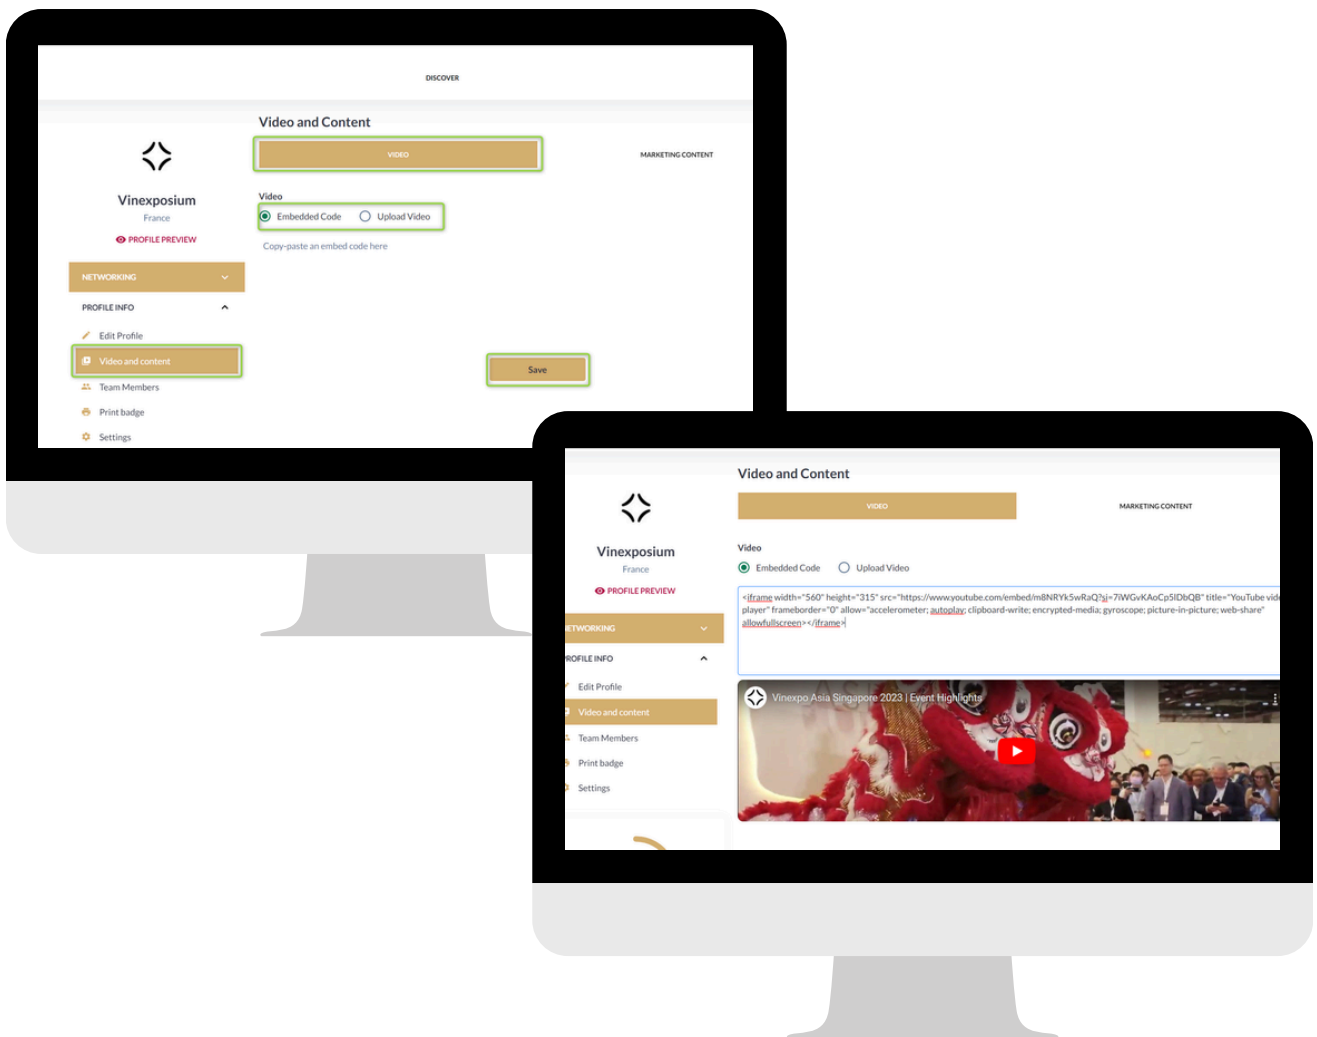 DISCOVER
Video and Content
VIDEO
MARKETING CONTENT
Vinexposium
France
PROFILE PREVIEW
NETWORKING
PROFILE INFO
Edit Profile
Video and content
Team Members
Print badge
Settings
Video
Embedded Code Upload Video
Copy-paste an embed code here
Save
Video and Content
VIDEO
MARKETING CONTENT
Vinexposium
France
PROFILE PREVIEW
ETWORKING
PROFILE INFO
Edit Profile
Video and content
Team Members
Print badge
Settings
Video
Embedded Code Upload Video
<iframe width="560" height="315" src="https://www.youtube.com/embed/m8NRYk5wRaQ?si=7iWGvKAoCp5lDbQB" title="YouTube vide
player" frameborder="0" allow="accelerometer; autoplay; clipboard-write; encrypted-media; gyroscope; picture-in-picture; web-share"
allowfullscreen></iframe>
Vinexpo Asia Singapore 2023 | Event Highlights